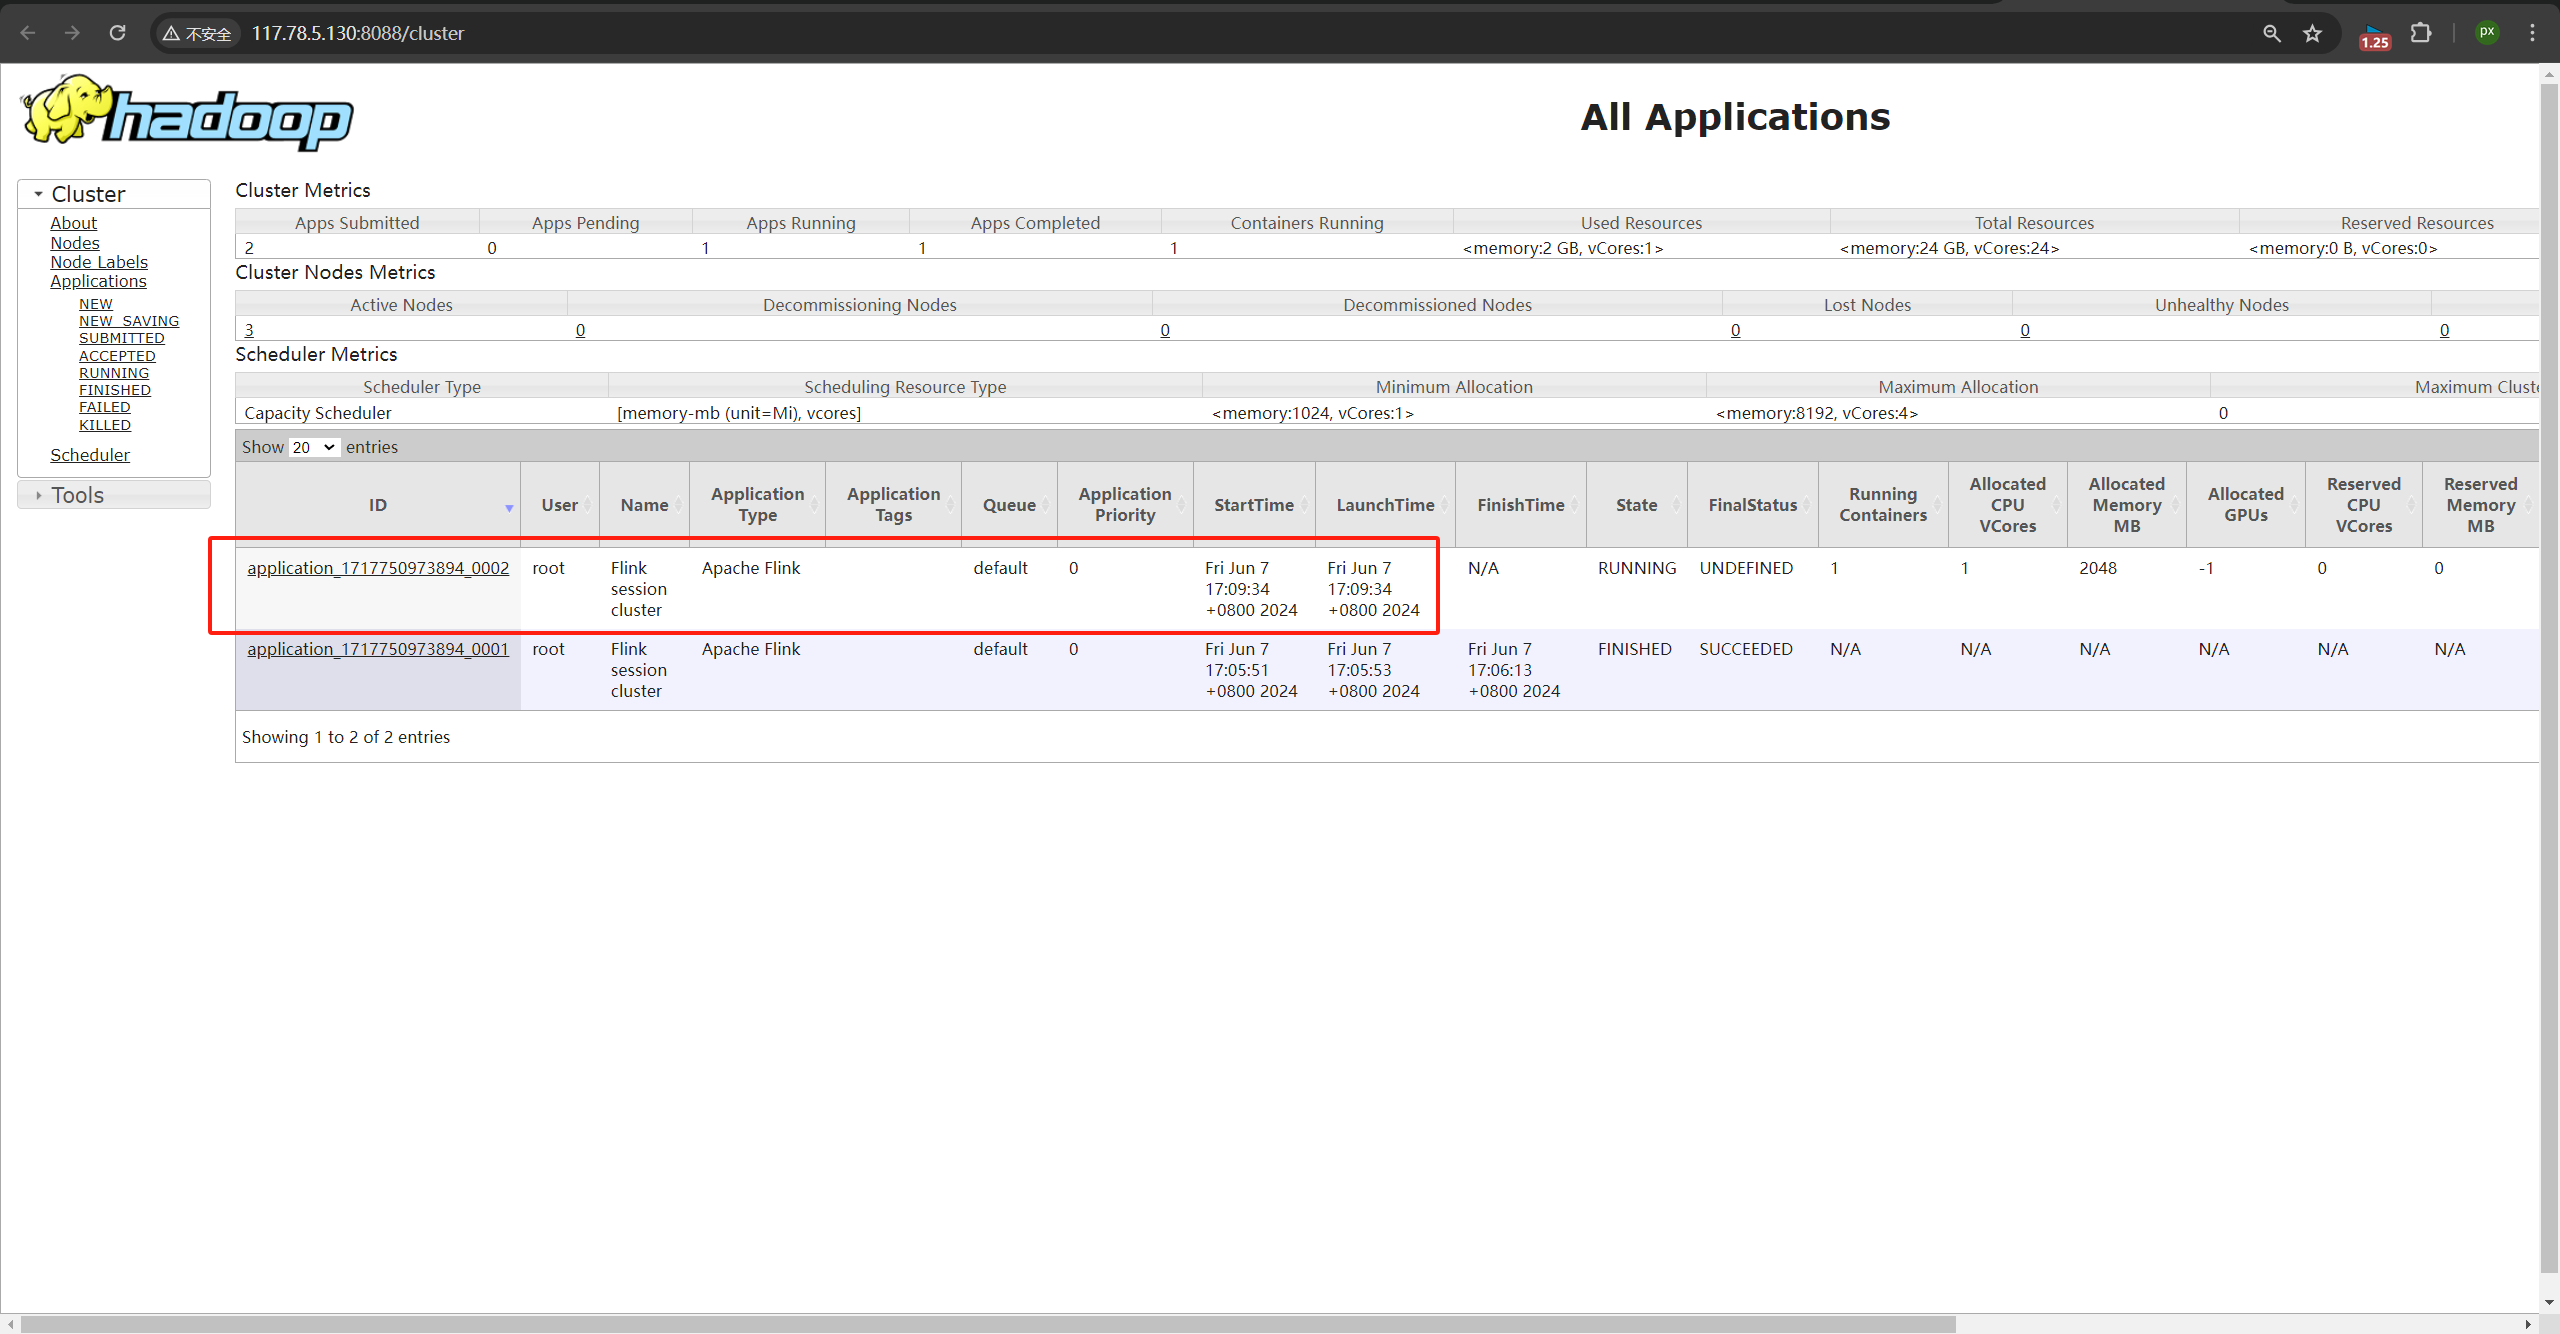 不安全 117.78.5.130:8088/cluster 1.25 px
hadoop
All Applications
Cluster
About
Nodes
Node Labels
Applications
NEW
NEW_SAVING
SUBMITTED
ACCEPTED
RUNNING
FINISHED
FAILED
KILLED
Scheduler
Tools
Cluster Metrics
Apps Submitted Apps Pending Apps Running Apps Completed Containers Running Used Resources Total Resources Reserved Resources
2 0 1 1 1 <memory:2 GB, vCores:1> <memory:24 GB, vCores:24> <memory:0 B, vCores:0>
Cluster Nodes Metrics
Active Nodes Decommissioning Nodes Decommissioned Nodes Lost Nodes Unhealthy Nodes
3 0 0 0 0 0
Scheduler Metrics
Scheduler Type Scheduling Resource Type Minimum Allocation Maximum Allocation Maximum Cluste
Capacity Scheduler [memory-mb (unit=Mi), vcores] <memory:1024, vCores:1> <memory:8192, vCores:4> 0
Show 20 entries
ID User Name Application Type Application Tags Queue Application Priority StartTime LaunchTime FinishTime State FinalStatus Running Containers Allocated CPU VCores Allocated Memory MB Allocated GPUs Reserved CPU VCores Reserved Memory MB
application_1717750973894_0002 root Flink session cluster Apache Flink default 0 Fri Jun 7 17:09:34 +0800 2024 Fri Jun 7 17:09:34 +0800 2024 N/A RUNNING UNDEFINED 1 1 2048 -1 0 0
application_1717750973894_0001 root Flink session cluster Apache Flink default 0 Fri Jun 7 17:05:51 +0800 2024 Fri Jun 7 17:05:53 +0800 2024 Fri Jun 7 17:06:13 +0800 2024 FINISHED SUCCEEDED N/A N/A N/A N/A N/A N/A
Showing 1 to 2 of 2 entries